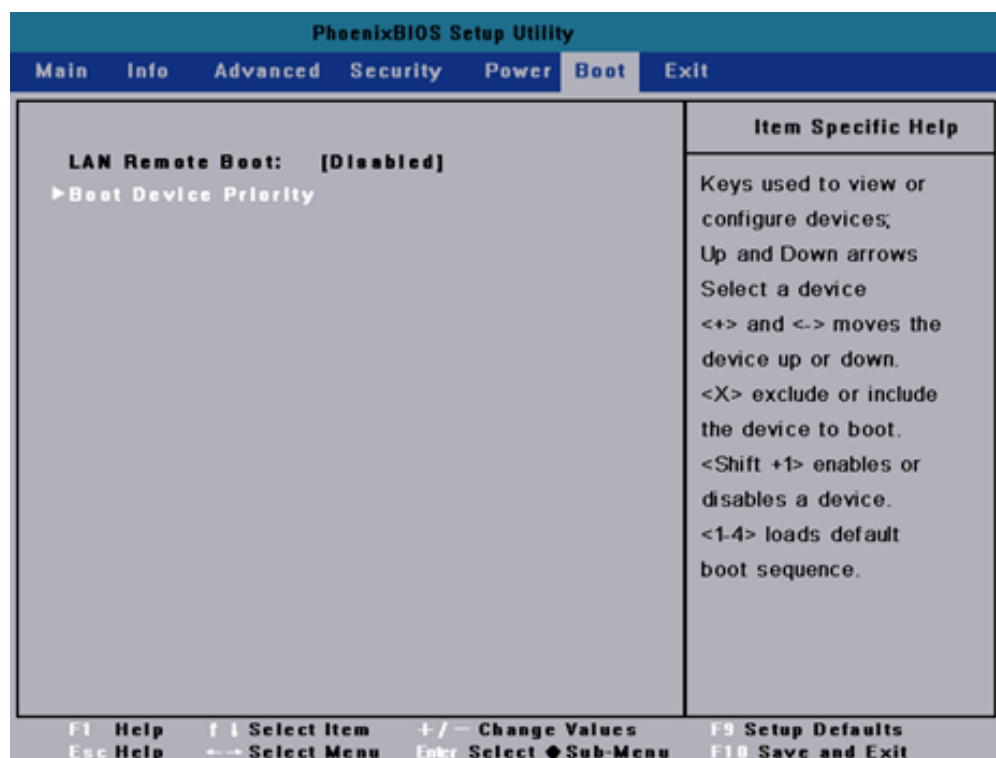 PhoenixBIOS Setup Utility
Main Info Advanced Security Power Boot Exit
LAN Remote Boot: [Disabled]
►Boot Device Priority
Item Specific Help
Keys used to view or
configure devices;
Up and Down arrows
Select a device
<+> and <-> moves the
device up or down.
<X> exclude or include
the device to boot.
<Shift +1> enables or
disables a device.
<1-4> loads default
boot sequence.
F1 Help ↑↓ Select Item +/− Change Values F9 Setup Defaults
Esc Help ←→ Select Menu Enter Select ◆Sub-Menu F10 Save and Exit